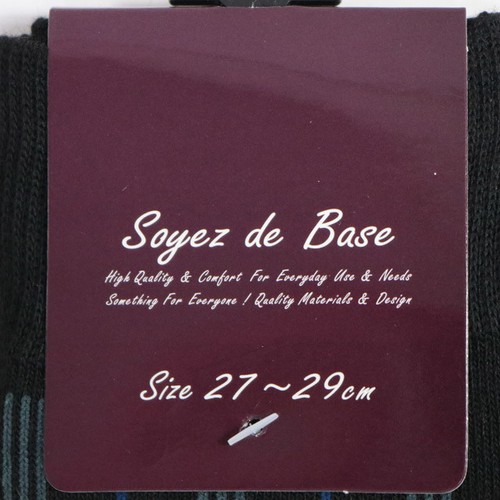 Soyez de Base
High Quality & Comfort For Everyday Use & Needs
Something For Everyone ! Quality Materials & Design
Size 27~29cm